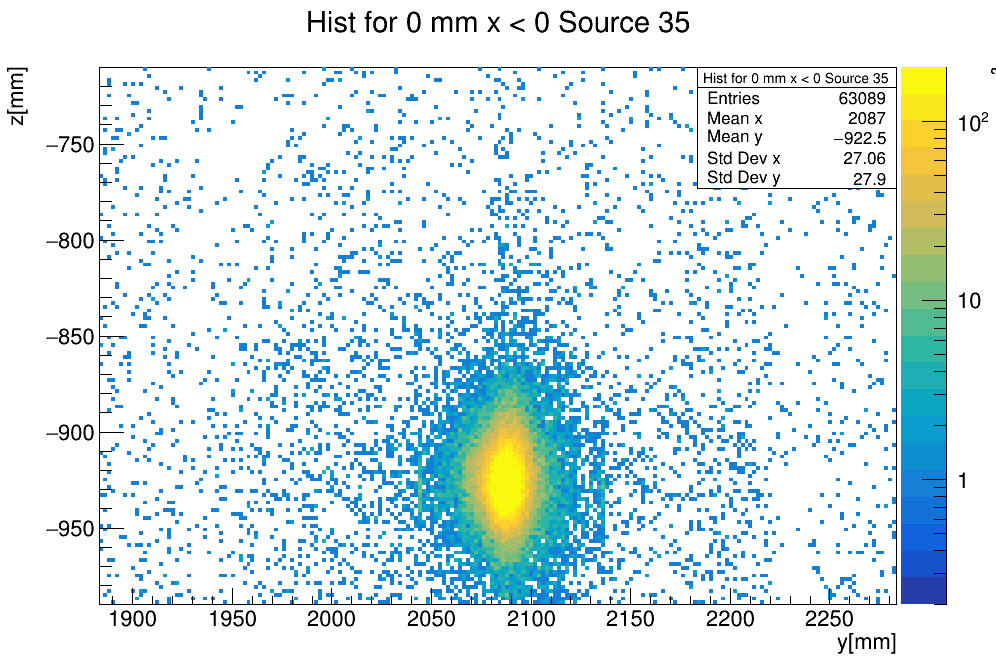 Hist for 0 mm x < 0 Source 35
z[mm]
Hist for 0 mm x < 0 Source 35
Entries 63089
Mean x 2087
Mean y −922.5
Std Dev x 27.06
Std Dev y 27.9
10²
10
1
−750
−800
−850
−900
−950
1900 1950 2000 2050 2100 2150 2200 2250
y[mm]